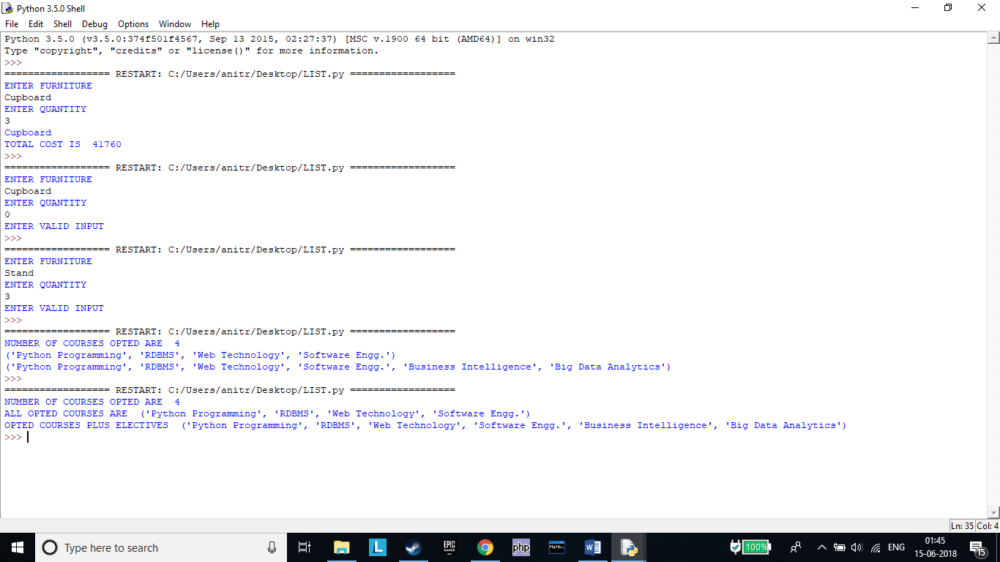 Python 3.5.0 Shell
File Edit Shell Debug Options Window Help
Python 3.5.0 (v3.5.0:374f501f4567, Sep 13 2015, 02:27:37) [MSC v.1900 64 bit (AMD64)] on win32
Type "copyright", "credits" or "license()" for more information.
>>>
================== RESTART: C:/Users/anitr/Desktop/LIST.py ==================
ENTER FURNITURE
Cupboard
ENTER QUANTITY
3
Cupboard
TOTAL COST IS  41760
>>>
================== RESTART: C:/Users/anitr/Desktop/LIST.py ==================
ENTER FURNITURE
Cupboard
ENTER QUANTITY
0
ENTER VALID INPUT
>>>
================== RESTART: C:/Users/anitr/Desktop/LIST.py ==================
ENTER FURNITURE
Stand
ENTER QUANTITY
3
ENTER VALID INPUT
>>>
================== RESTART: C:/Users/anitr/Desktop/LIST.py ==================
NUMBER OF COURSES OPTED ARE  4
('Python Programming', 'RDBMS', 'Web Technology', 'Software Engg.')
('Python Programming', 'RDBMS', 'Web Technology', 'Software Engg.', 'Business Intelligence', 'Big Data Analytics')
>>>
================== RESTART: C:/Users/anitr/Desktop/LIST.py ==================
NUMBER OF COURSES OPTED ARE  4
ALL OPTED COURSES ARE  ('Python Programming', 'RDBMS', 'Web Technology', 'Software Engg.')
OPTED COURSES PLUS ELECTIVES  ('Python Programming', 'RDBMS', 'Web Technology', 'Software Engg.', 'Business Intelligence', 'Big Data Analytics')
>>>
Ln: 35 Col: 4
Type here to search
L
EPIC GAMES
php
MySQL
W
100%
ENG
01:45
15-06-2018
15